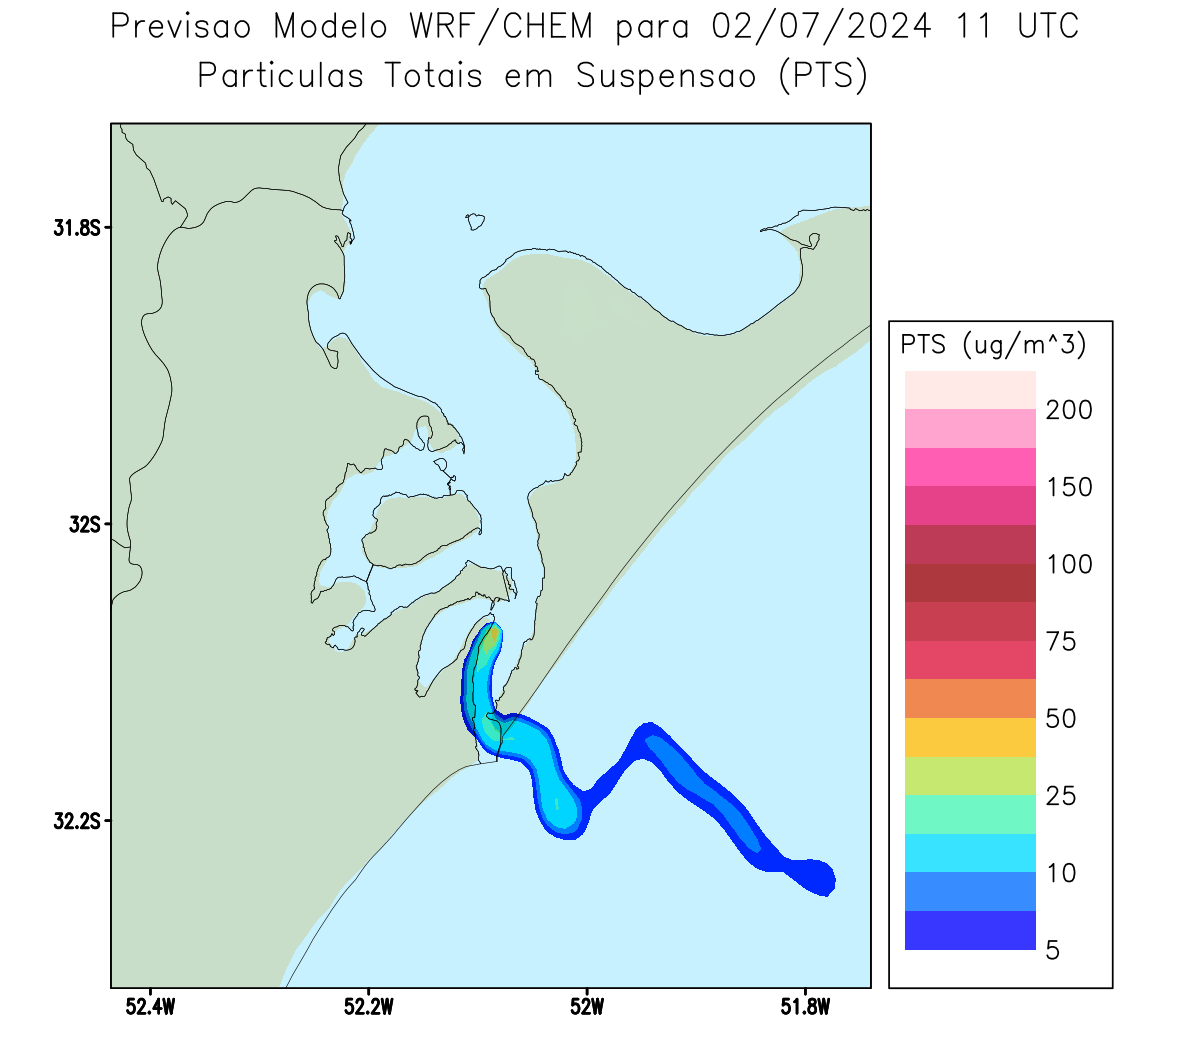 Previsao Modelo WRF/CHEM para 02/07/2024 11 UTC
Particulas Totais em Suspensao (PTS)
31.8S
32S
32.2S
52.4W
52.2W
52W
51.8W
PTS (ug/m^3)
200
150
100
75
50
25
10
5